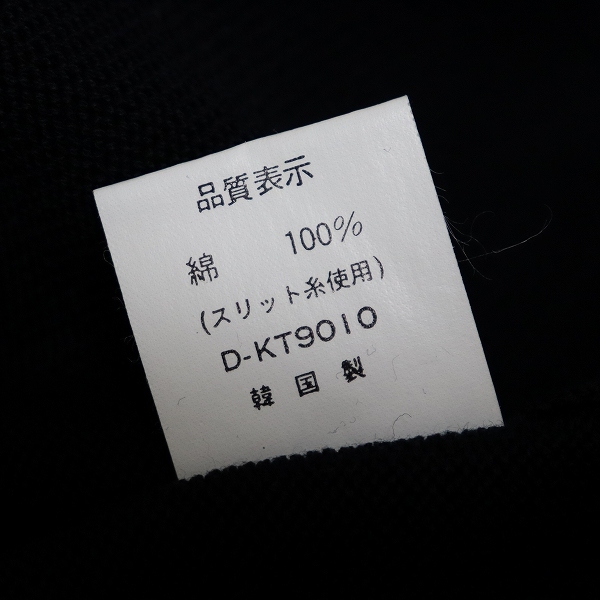 品質表示
綿 100%
(スリット糸使用)
D-KT9010
韓国製